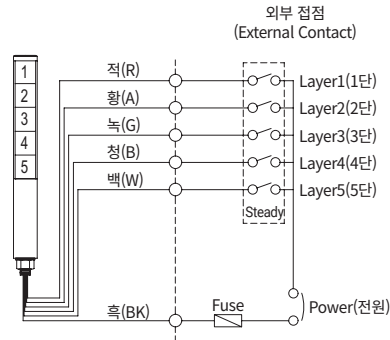 외부 접점
(External Contact)
1
2
3
4
5
적(R)
황(A)
녹(G)
청(B)
백(W)
흑(BK)
Layer1(1단)
Layer2(2단)
Layer3(3단)
Layer4(4단)
Layer5(5단)
Steady
Fuse
Power(전원)